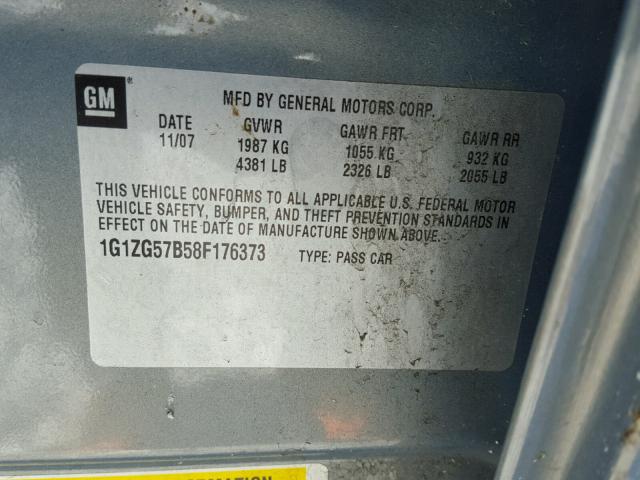 GM ®
MFD BY GENERAL MOTORS CORP.
DATE GVWR GAWR FRT GAWR RR
11/07 1987 KG 1055 KG 932 KG
4381 LB 2326 LB 2055 LB
THIS VEHICLE CONFORMS TO ALL APPLICABLE U.S. FEDERAL MOTOR
VEHICLE SAFETY, BUMPER, AND THEFT PREVENTION STANDARDS IN
EFFECT ON THE DATE OF MANUFACTURE SHOWN ABOVE.
1G1ZG57B58F176373 TYPE: PASS CAR
INFORMATION